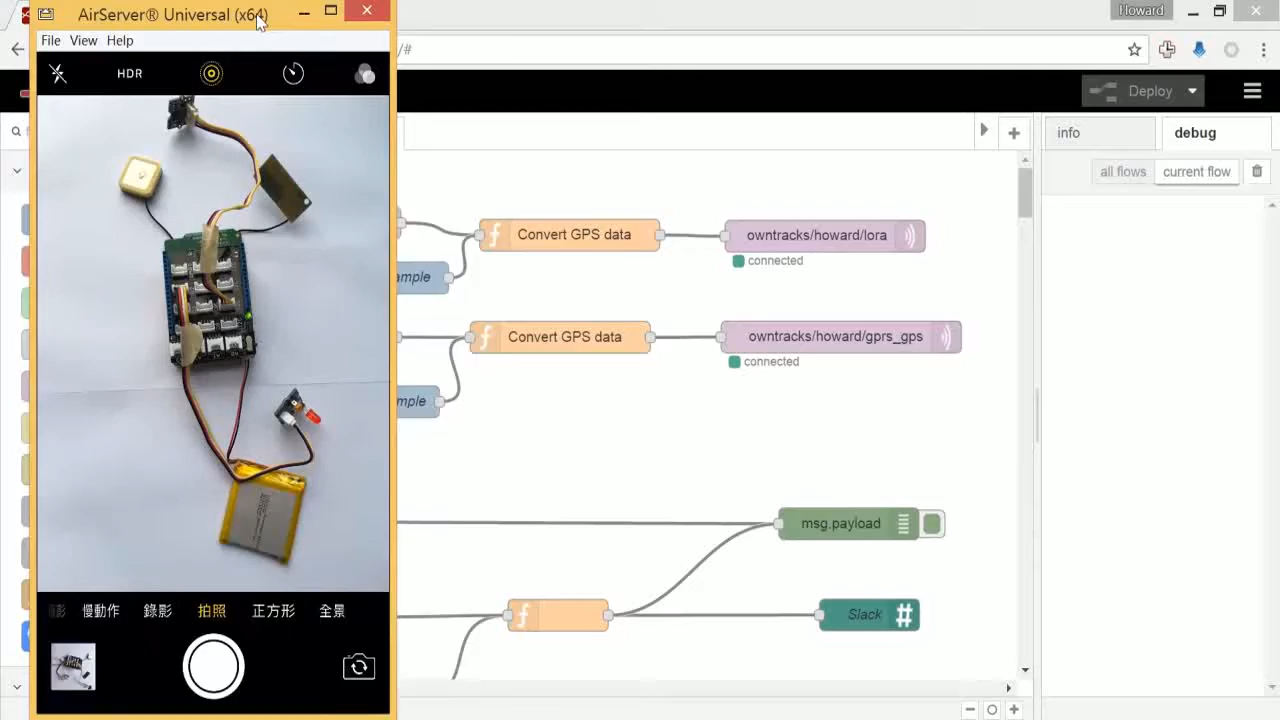 AirServer® Universal (x64)
Howard
File View Help
/#
HDR
Deploy
info
debug
all flows
current flow
Convert GPS data
owntracks/howard/lora
connected
ample
Convert GPS data
owntracks/howard/gprs_gps
connected
mple
msg.payload
Slack
慢動作 錄影 拍照 正方形 全景